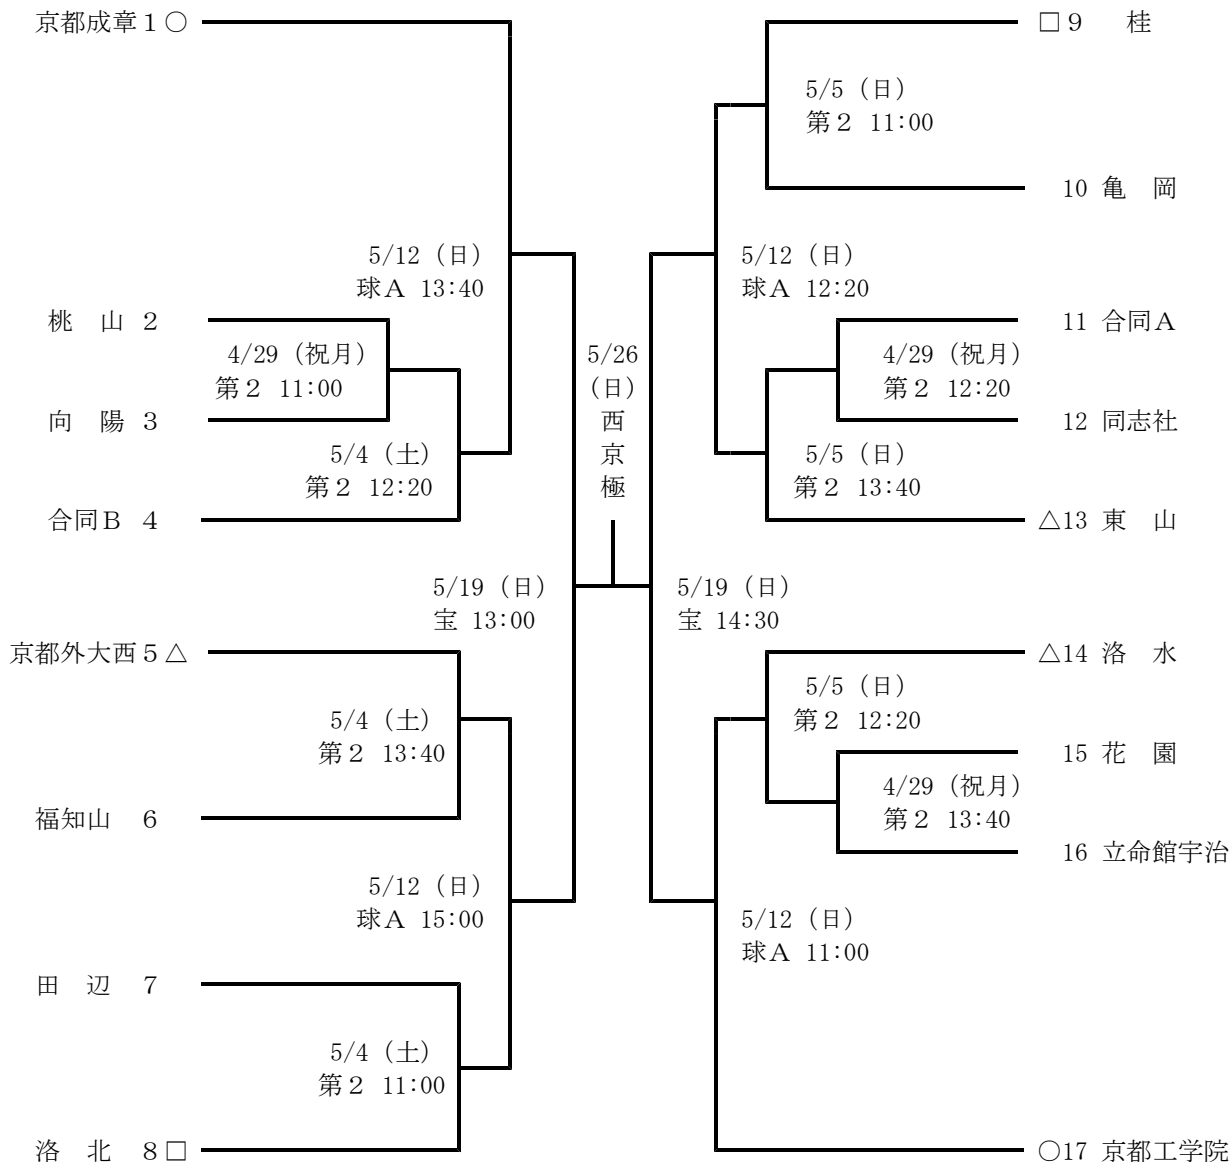 京都成章 1 ○
5/12 (日)
球A 13:40
桃 山 2
4/29 (祝月)
第2 11:00
向 陽 3
5/4 (土)
第2 12:20
合同B 4
5/19 (日)
宝 13:00
京都外大西 5 △
5/4 (土)
第2 13:40
福知山 6
5/12 (日)
球A 15:00
田 辺 7
5/4 (土)
第2 11:00
洛 北 8 □
5/26
(日)
西
京
極
□ 9 桂
5/5 (日)
第2 11:00
10 亀 岡
5/12 (日)
球A 12:20
11 合同A
4/29 (祝月)
第2 12:20
12 同志社
5/5 (日)
第2 13:40
△13 東 山
5/19 (日)
宝 14:30
△14 洛 水
5/5 (日)
第2 12:20
15 花 園
4/29 (祝月)
第2 13:40
16 立命館宇治
5/12 (日)
球A 11:00
○17 京都工学院